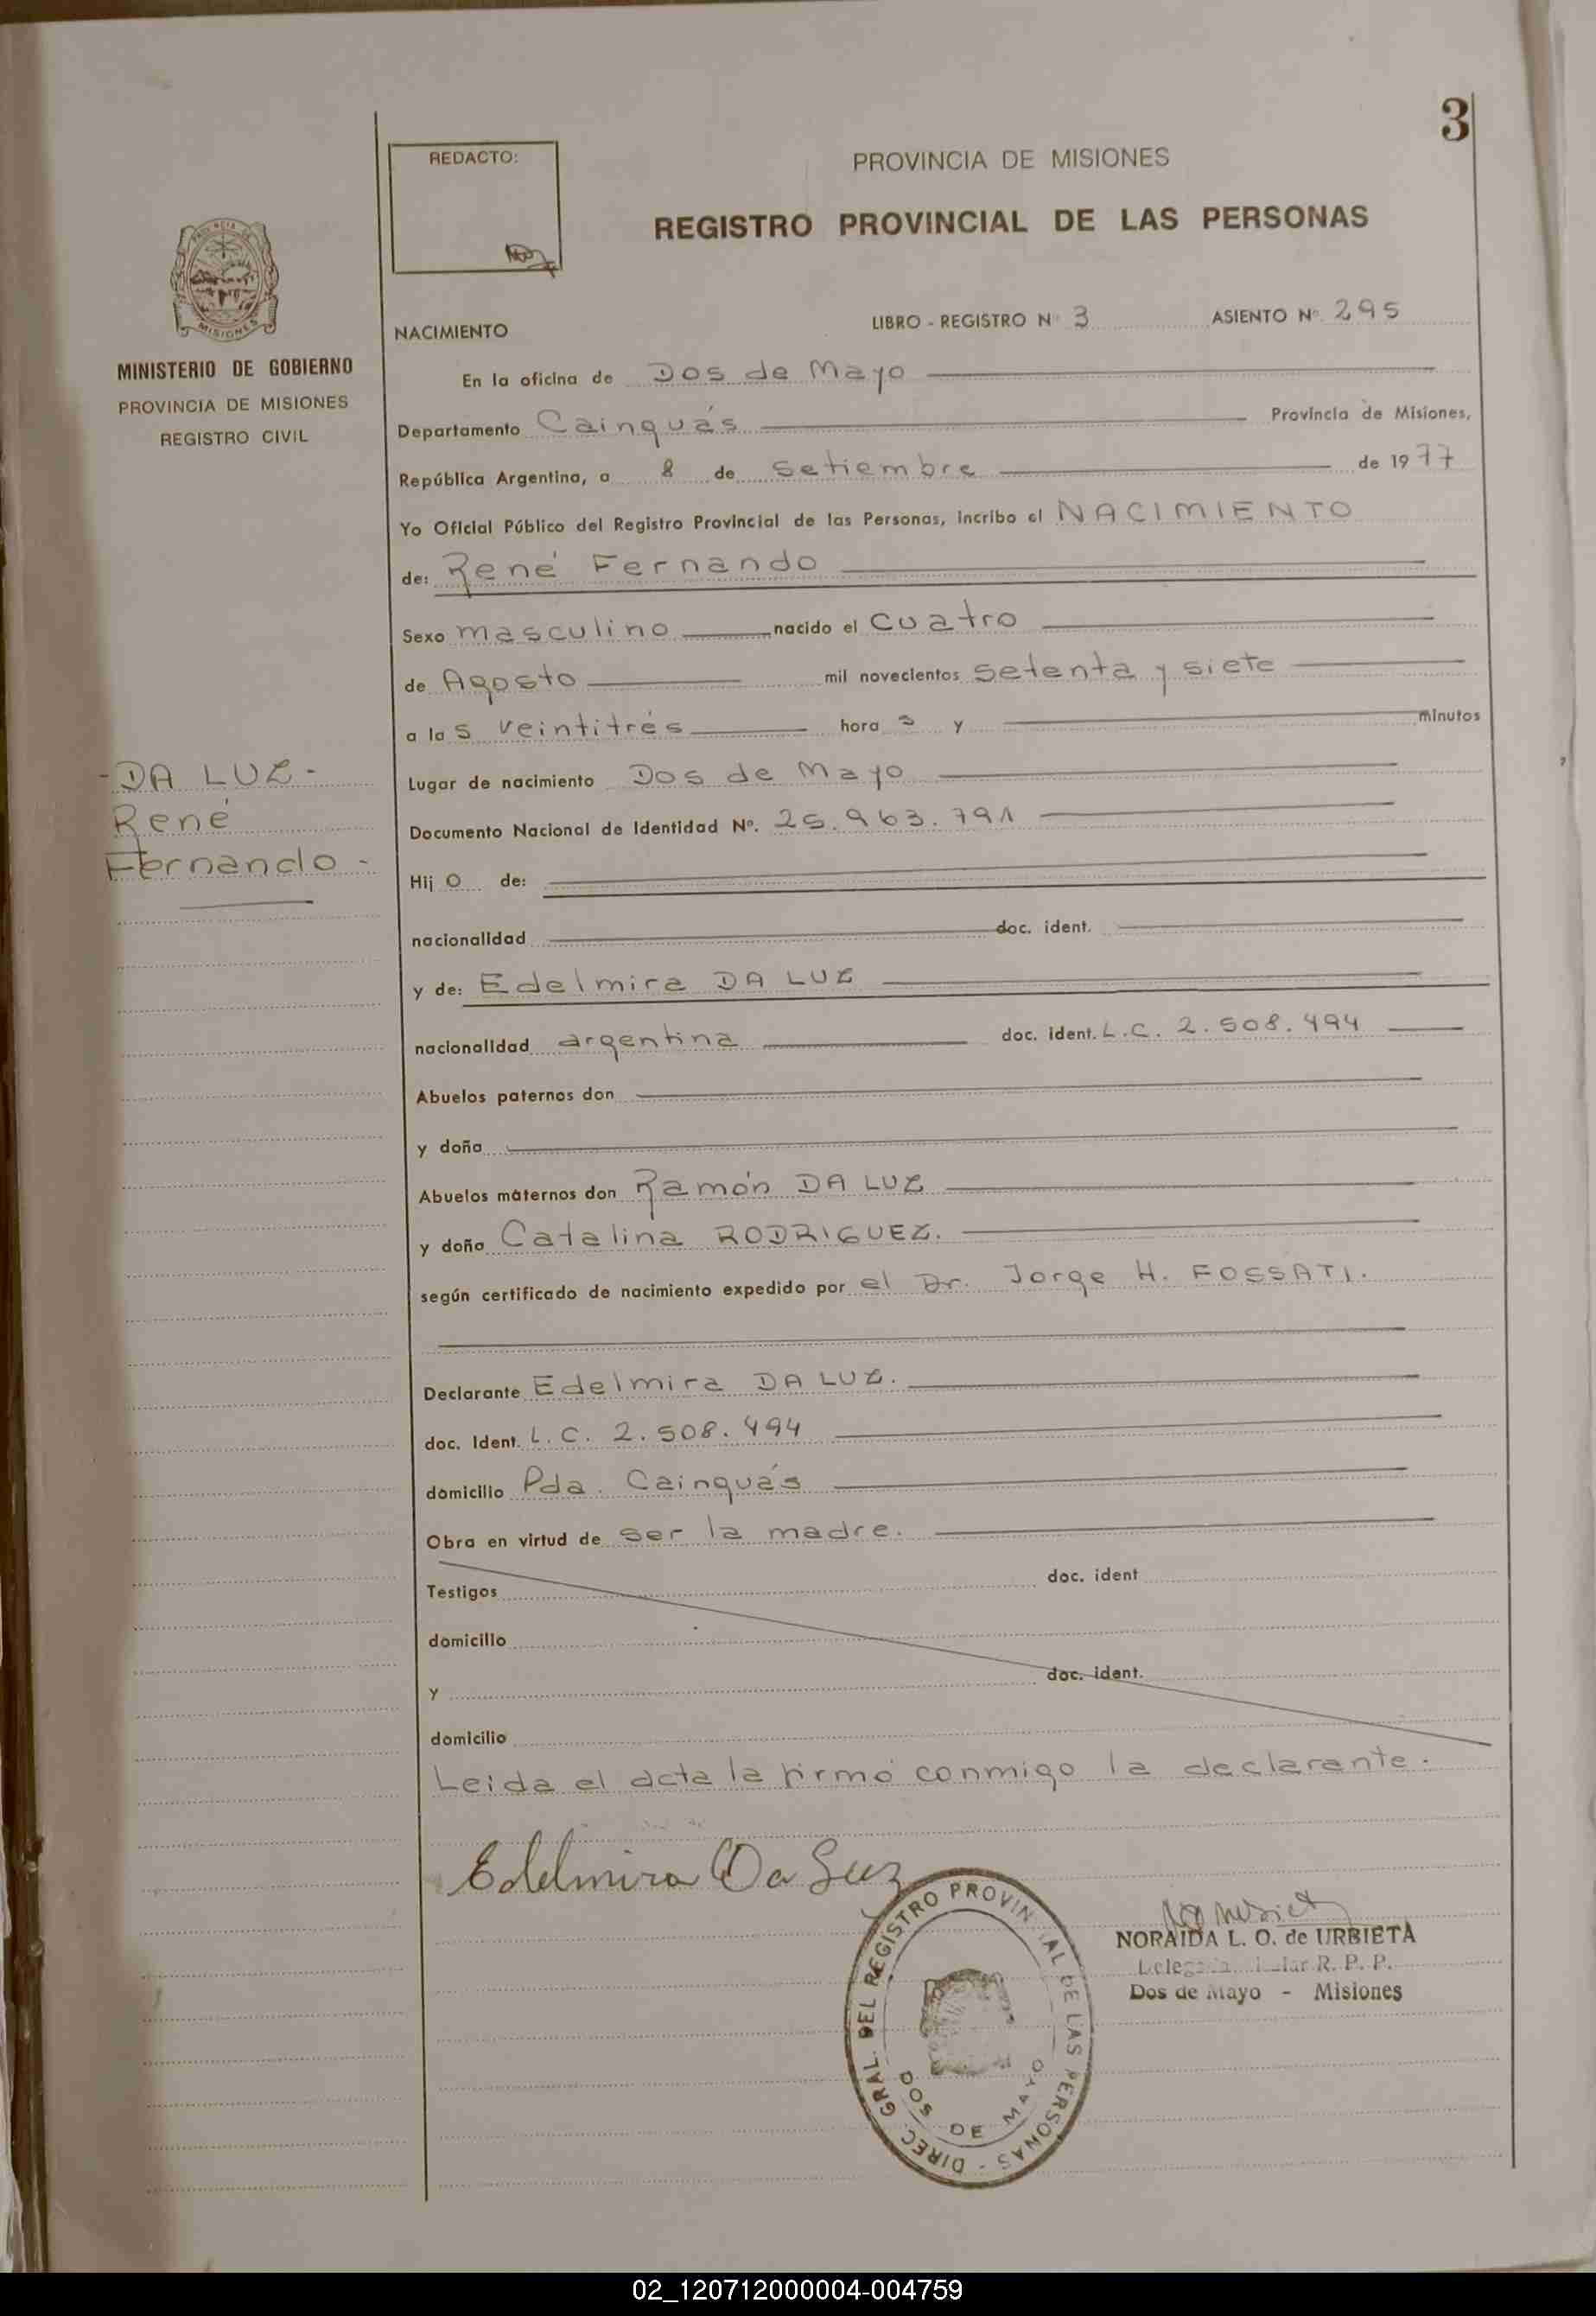 3
REDACTO:
PROVINCIA DE MISIONES
REGISTRO PROVINCIAL DE LAS PERSONAS
MISIONES
MINISTERIO DE GOBIERNO
PROVINCIA DE MISIONES
REGISTRO CIVIL
NACIMIENTO LIBRO - REGISTRO Nº 3 ASIENTO Nº 295
En la oficina de Dos de Mayo
Departamento Cainguás Provincia de Misiones,
República Argentina, a 8 de Setiembre de 1977
Yo Oficial Público del Registro Provincial de las Personas, incribo el NACIMIENTO
de: René Fernando
Sexo masculino nacido el cuatro
de Agosto mil novecientos setenta y siete
a las veintitrés horas y minutos
- DA LUZ -
René
Fernando -
Lugar de nacimiento Dos de Mayo
Documento Nacional de Identidad Nº. 25.963.791
Hijo de:
nacionalidad doc. ident.
y de: Edelmira DA LUZ
nacionalidad argentina doc. ident. L.C. 2.508.494
Abuelos paternos don
y doña
Abuelos maternos don Ramón DA LUZ
y doña Catalina RODRIGUEZ.
según certificado de nacimiento expedido por el Dr. Jorge H. FOSSATI.
Declarante Edelmira DA LUZ.
doc. Ident. L.C. 2.508.494
domicilio Pda. Cainguás
Obra en virtud de ser la madre.
Testigos doc. ident
domicilio
y doc. ident.
domicilio
Leida el acta la firmó conmigo la declarante.
Edelmira Da Luz
DIREC. GRAL. DEL REGISTRO PROVINCIAL DE LAS PERSONAS -
DOS DE MAYO
NORAIDA L. O. de URBIETA
R. P. P.
Dos de Mayo - Misiones
02_120712000004-004759